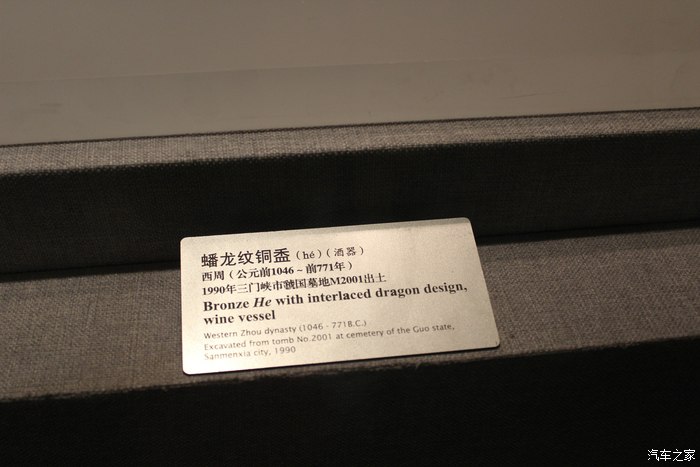 蟠龙纹铜盉(hé)(酒器)
西周(公元前1046~前771年)
1990年三门峡市虢国墓地M2001出土
Bronze He with interlaced dragon design,
wine vessel
Western Zhou dynasty (1046 - 771B.C.)
Excavated from tomb No.2001 at cemetery of the Guo state,
Sanmenxia city, 1990
汽车之家